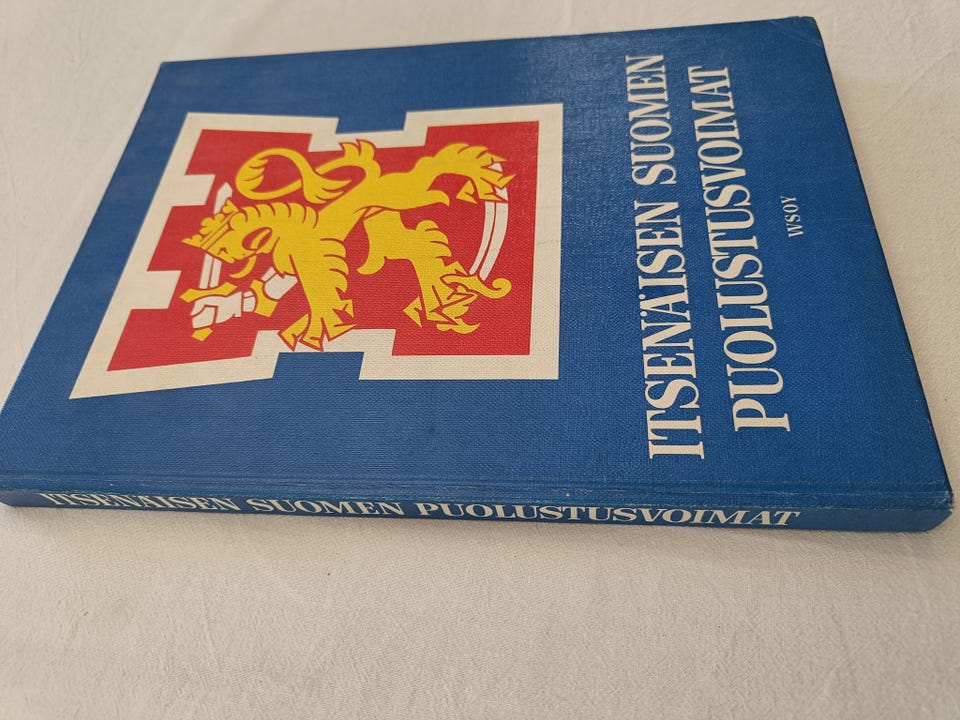 ITSENÄISEN SUOMEN
PUOLUSTUSVOIMAT
WSOY
ITSENÄISEN SUOMEN PUOLUSTUSVOIMAT